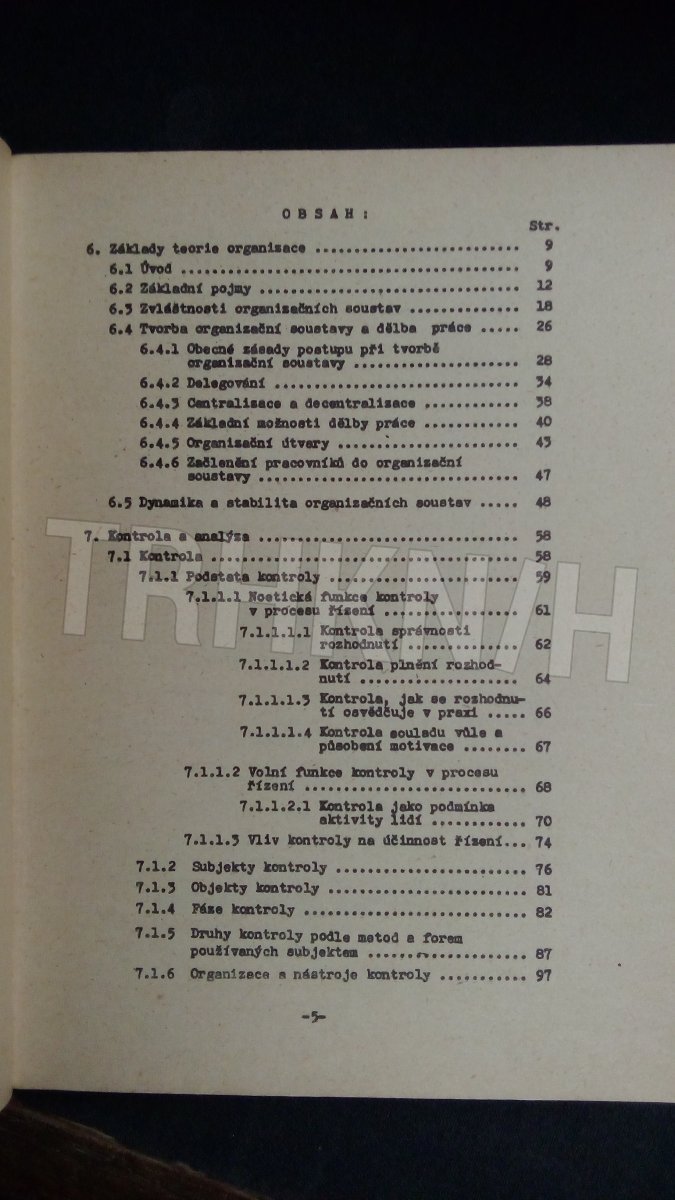 O B S A H :
Str.
6. Základy teorie organizace .......................... 9
6.1 Úvod ........................................... 9
6.2 Základní pojmy ................................. 12
6.3 Zvláštnosti organizačních soustav .............. 18
6.4 Tvorba organizační soustavy a dělba práce ..... 26
6.4.1 Obecné zásady postupu při tvorbě
organizační soustavy ..................... 28
6.4.2 Delegování ............................... 34
6.4.3 Centralizace a decentralizace ............ 38
6.4.4 Základní možnosti dělby práce ............ 40
6.4.5 Organizační útvary ....................... 43
6.4.6 Začlenění pracovníků do organizační
soustavy ................................. 47
6.5 Dynamika a stabilita organizačních soustav ..... 48
7. Kontrola a analýza ................................. 58
7.1 Kontrola ....................................... 58
7.1.1 Podstata kontroly ........................ 59
7.1.1.1 Noetická funkce kontroly
v procesu řízení ................. 61
7.1.1.1.1 Kontrola správnosti
rozhodnutí .............. 62
7.1.1.1.2 Kontrola plnění rozhod-
nutí .................... 64
7.1.1.1.3 Kontrola, jak se rozhodnu-
tí osvědčuje v praxi ..... 66
7.1.1.1.4 Kontrola souladu vůle a
působení motivace ........ 67
7.1.1.2 Volní funkce kontroly v procesu
řízení ............................ 68
7.1.1.2.1 Kontrola jako podmínka
aktivity lidí ............ 70
7.1.1.3 Vliv kontroly na účinnost řízení... 74
7.1.2 Subjekty kontroly ........................ 76
7.1.3 Objekty kontroly ......................... 81
7.1.4 Fáze kontroly ............................ 82
7.1.5 Druhy kontroly podle metod a forem
používaných subjektem .................... 87
7.1.6 Organizace a nástroje kontroly ........... 97
-5-
TRHKNIH